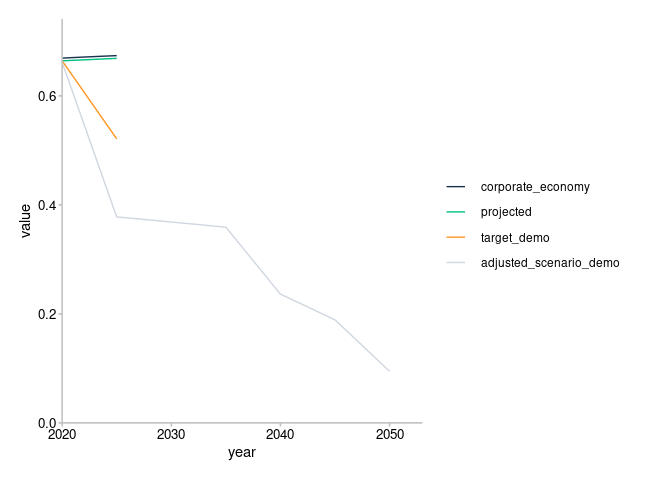 0.6
0.4
0.2
0.0
value
2020 2030 2040 2050
year
corporate_economy
projected
target_demo
adjusted_scenario_demo